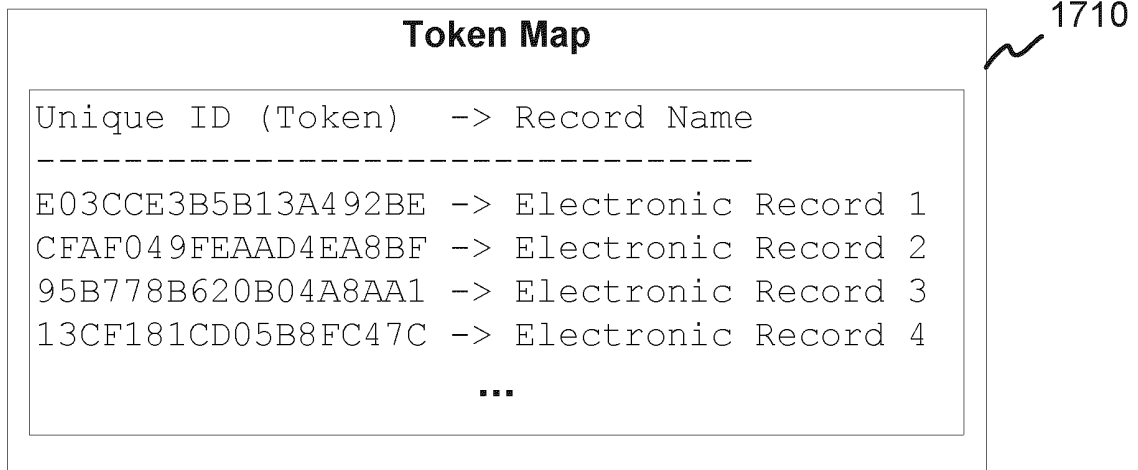 1710
Token Map
Unique ID (Token) -> Record Name
---------------------------------
E03CCE3B5B13A492BE -> Electronic Record 1
CFAF049FEAAD4EA8BF -> Electronic Record 2
95B778B620B04A8AA1 -> Electronic Record 3
13CF181CD05B8FC47C -> Electronic Record 4
...